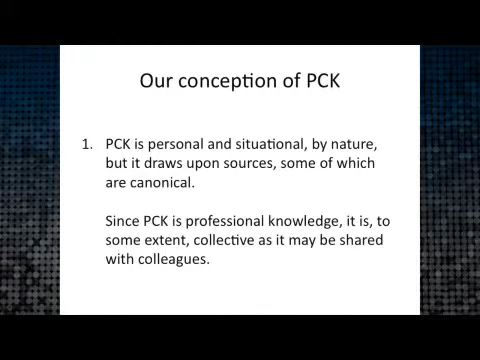 Our conception of PCK
1. PCK is personal and situational, by nature,
but it draws upon sources, some of which
are canonical.
Since PCK is professional knowledge, it is, to
some extent, collective as it may be shared
with colleagues.